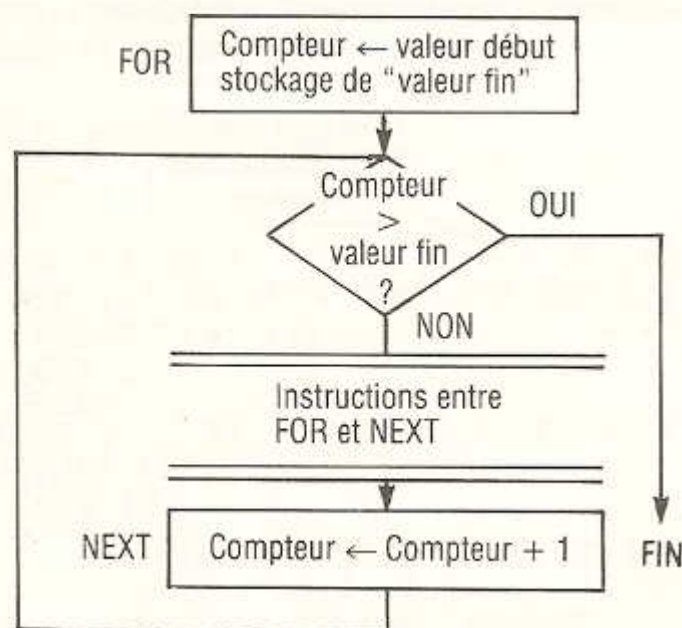 FOR
Compteur ← valeur début
stockage de “valeur fin”
Compteur
>
valeur fin
?
OUI
NON
Instructions entre
FOR et NEXT
NEXT
Compteur ← Compteur + 1
FIN